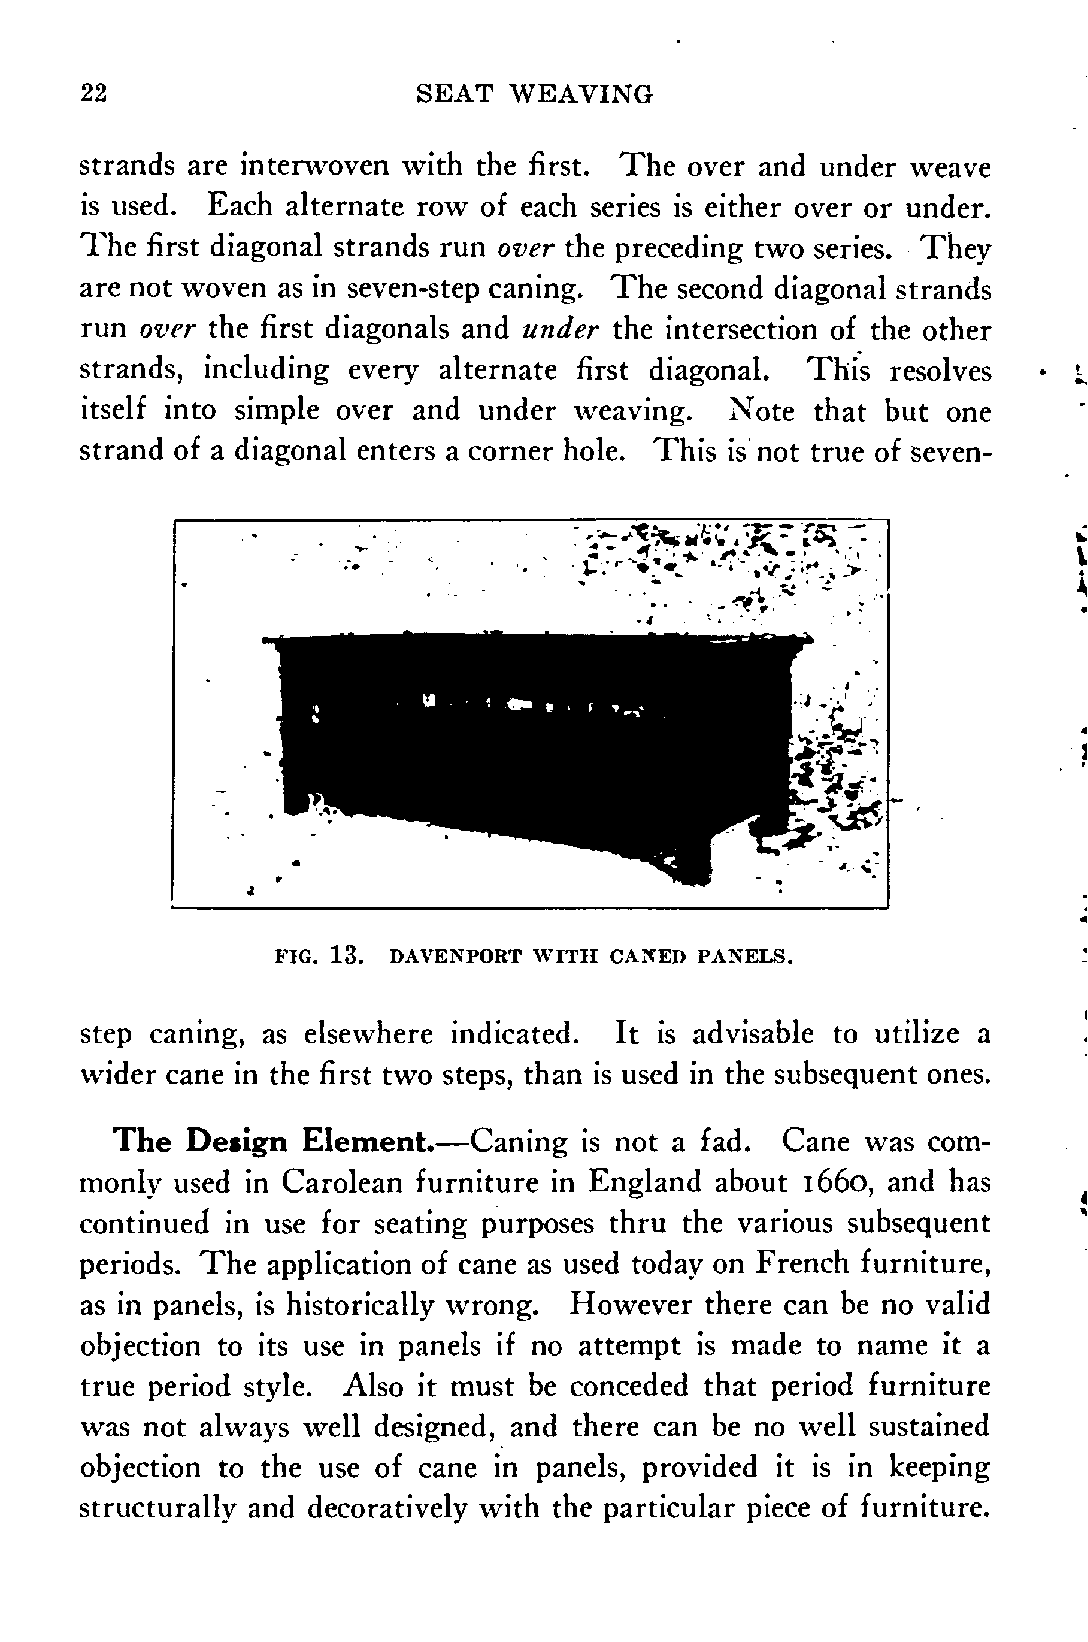 22 SEAT WEAVING
strands are interwoven with the first. The over and under weave
is used. Each alternate row of each series is either over or under.
The first diagonal strands run over the preceding two series. They
are not woven as in seven-step caning. The second diagonal strands
run over the first diagonals and under the intersection of the other
strands, including every alternate first diagonal. This resolves
itself into simple over and under weaving. Note that but one
strand of a diagonal enters a corner hole. This is not true of seven-
FIG. 13. DAVENPORT WITH CANED PANELS.
step caning, as elsewhere indicated. It is advisable to utilize a
wider cane in the first two steps, than is used in the subsequent ones.
The Design Element.—Caning is not a fad. Cane was com-
monly used in Carolean furniture in England about 1660, and has
continued in use for seating purposes thru the various subsequent
periods. The application of cane as used today on French furniture,
as in panels, is historically wrong. However there can be no valid
objection to its use in panels if no attempt is made to name it a
true period style. Also it must be conceded that period furniture
was not always well designed, and there can be no well sustained
objection to the use of cane in panels, provided it is in keeping
structurally and decoratively with the particular piece of furniture.